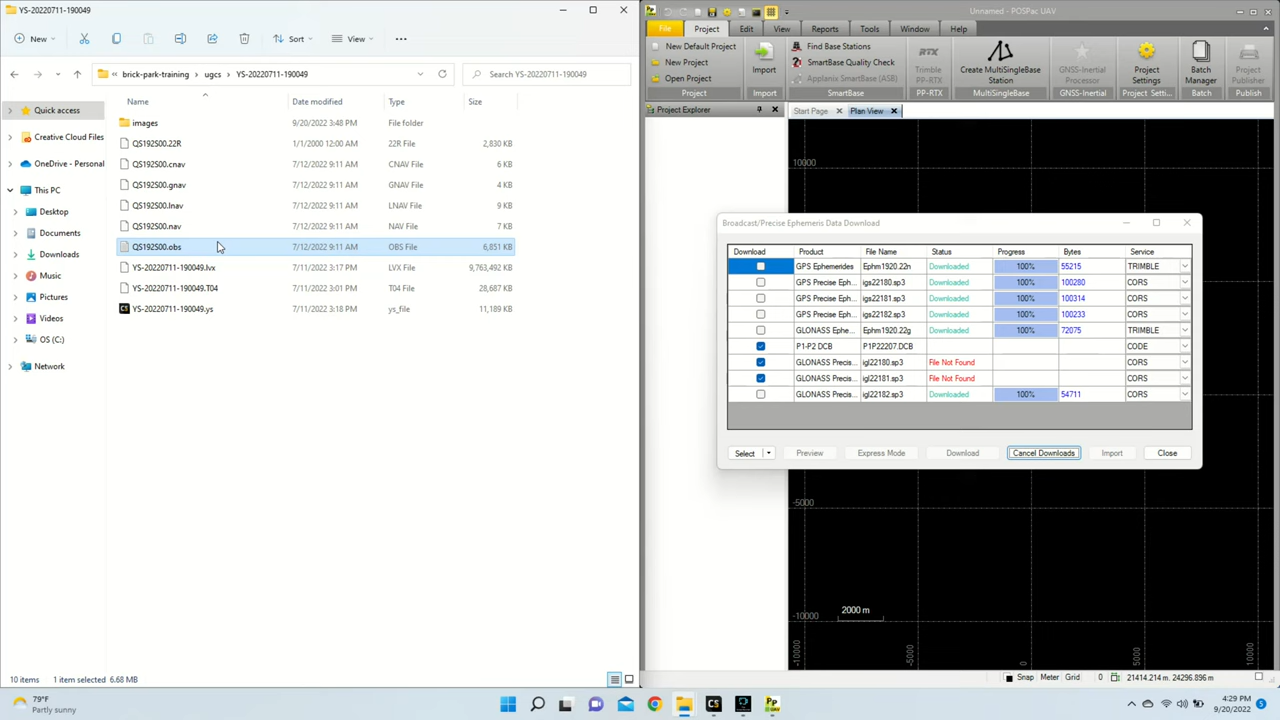 YS-20220711-190049
New
Sort
View
brick-park-training > ugcs > YS-20220711-190049
Search YS-20220711-190049
Name
Date modified
Type
Size
Quick access
Creative Cloud Files
OneDrive - Personal
This PC
Desktop
Documents
Downloads
Music
Pictures
Videos
OS (C:)
Network
images 9/20/2022 3:48 PM File folder
QS192S00.22R 1/1/2000 12:00 AM 22R File 2,830 KB
QS192S00.cnav 7/12/2022 9:11 AM CNAV File 6 KB
QS192S00.gnav 7/12/2022 9:11 AM GNAV File 4 KB
QS192S00.lnav 7/12/2022 9:11 AM LNAV File 9 KB
QS192S00.nav 7/12/2022 9:11 AM NAV File 7 KB
QS192S00.obs 7/12/2022 9:11 AM OBS File 6,851 KB
YS-20220711-190049.lvx 7/11/2022 3:17 PM LVX File 9,763,492 KB
YS-20220711-190049.T04 7/11/2022 3:18 PM T04 File 28,687 KB
YS-20220711-190049.ys 7/11/2022 3:18 PM ys_file 11,189 KB
10 items 1 item selected 6.68 MB
Unnamed - POSPac UAV
File Project Edit View Reports Tools Window Help
New Default Project
New Project
Open Project
Project
Import
Import
Find Base Stations
SmartBase Quality Check
Applanix SmartBase (ASB)
SmartBase
RTX
Trimble PP-RTX
PP-RTX
Create MultiSingleBase Station
MultiSingleBase
GNSS-Inertial Processor
GNSS-Inertial
Project Settings
Project Setti...
Batch Manager
Batch
Project Publisher
Publish
Project Explorer
Start Page
Plan View
10000
Broadcast/Precise Ephemeris Data Download
Download Product File Name Status Progress Bytes Service
GPS Ephemerides Ephm1920.22n Downloaded 100% 55215 TRIMBLE
GPS Precise Eph... igs22180.sp3 Downloaded 100% 100280 CORS
GPS Precise Eph... igs22181.sp3 Downloaded 100% 100314 CORS
GPS Precise Eph... igs22182.sp3 Downloaded 100% 100233 CORS
GLONASS Ephe... Ephm1920.22g Downloaded 100% 72075 TRIMBLE
P1-P2 DCB P1P22207.DCB CODE
GLONASS Precis... igl22180.sp3 File Not Found CORS
GLONASS Precis... igl22181.sp3 File Not Found CORS
GLONASS Precis... igl22182.sp3 Downloaded 100% 54711 CORS
Select Preview Express Mode Download Cancel Downloads Import Close
-5000
2000 m
-10000
-10000
-5000
0
5000
10000
Snap Meter Grid 0 21414.214 m, 24296.896 m
79°F
Partly sunny
4:29 PM
9/20/2022